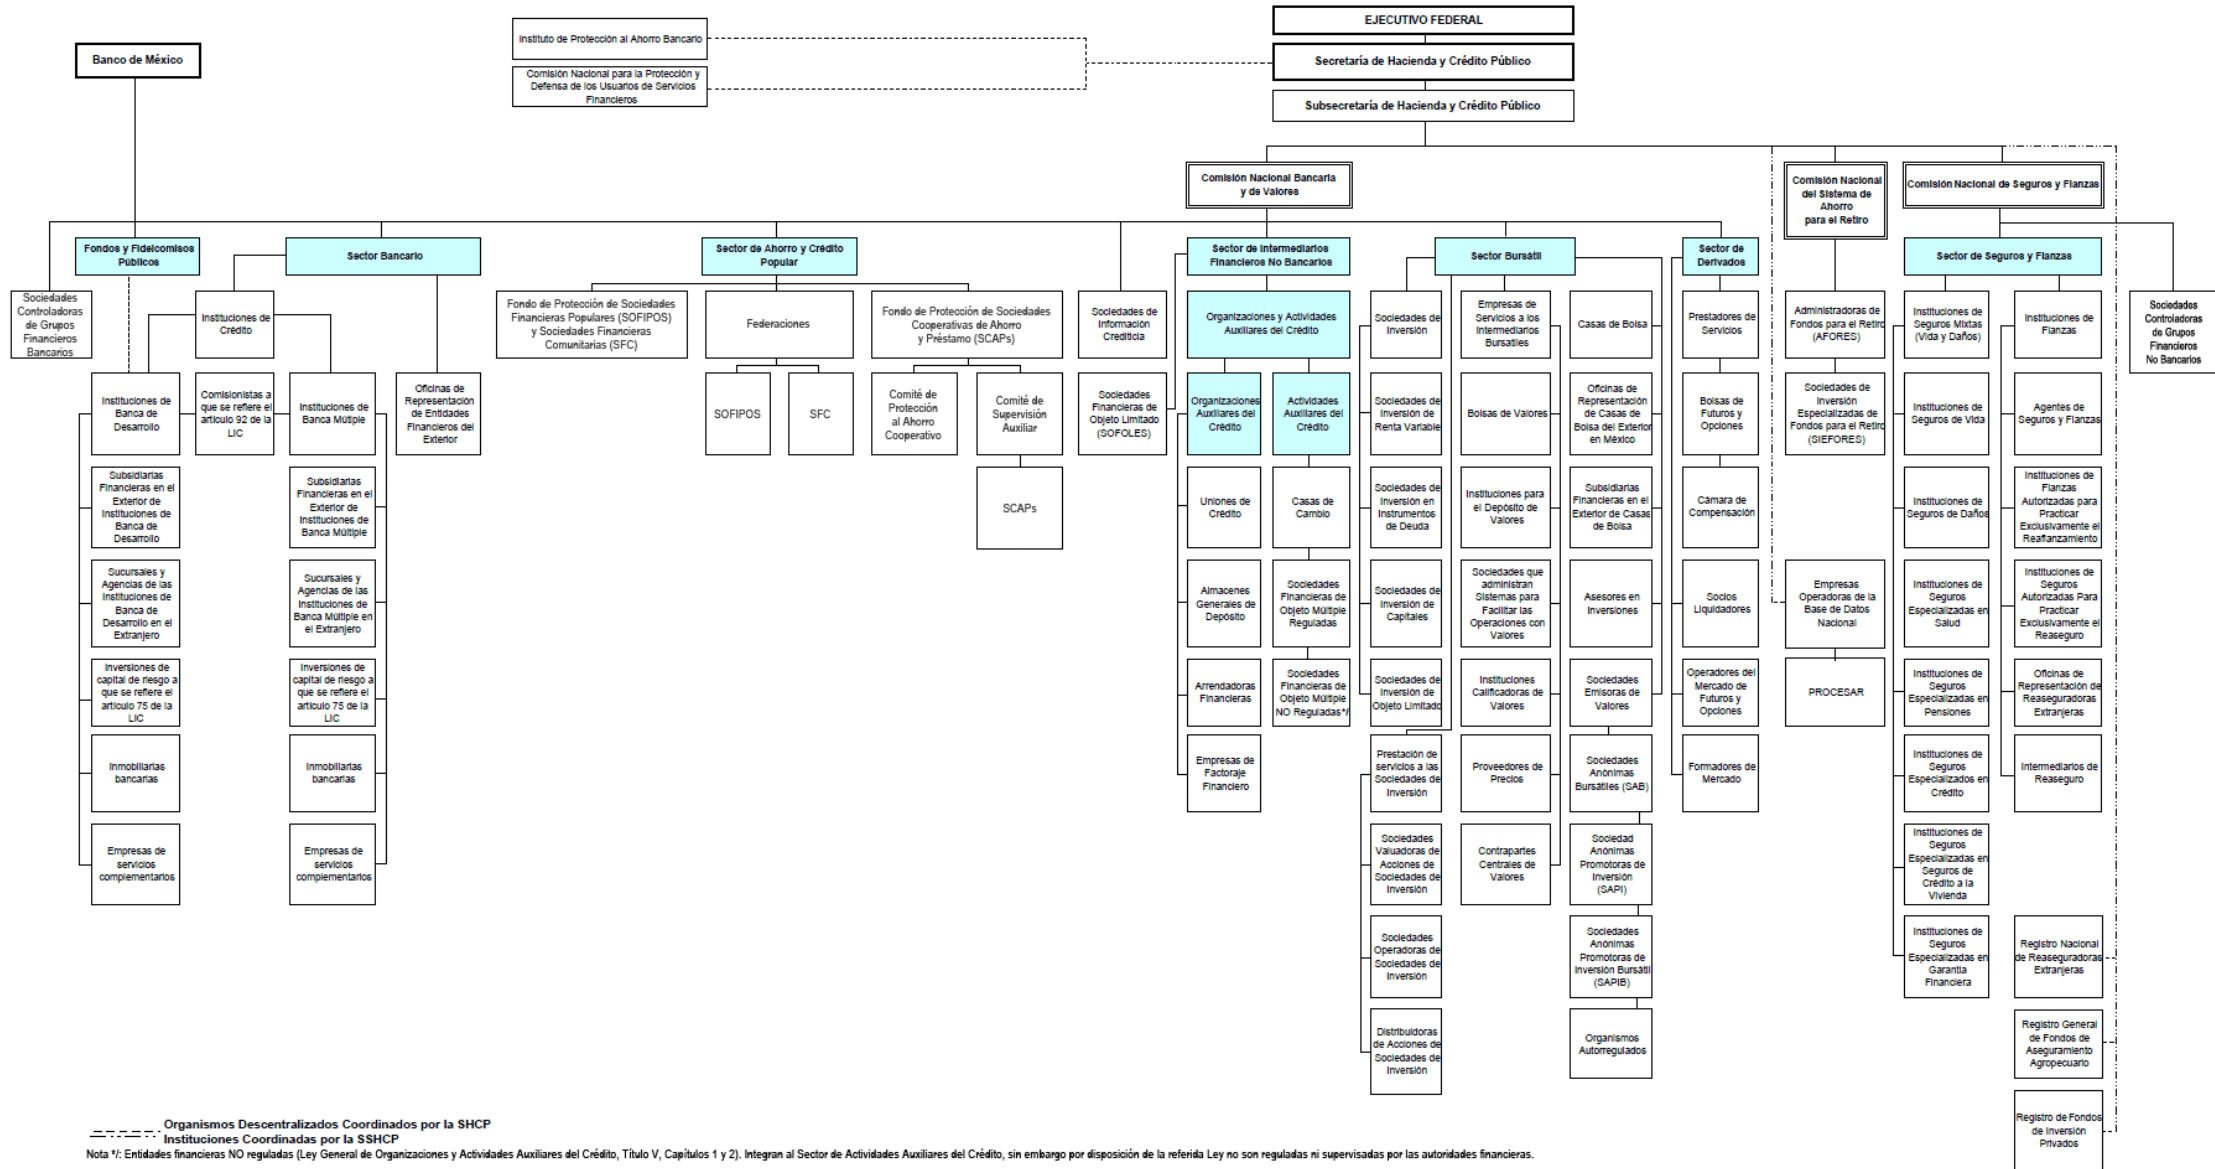 EJECUTIVO FEDERAL
Secretaría de Hacienda y Crédito Público
Subsecretaría de Hacienda y Crédito Público
Instituto de Protección al Ahorro Bancario
Comisión Nacional para la Protección y
Defensa de los Usuarios de Servicios
Financieros
Banco de México
Comisión Nacional Bancaria
y de Valores
Comisión Nacional
del Sistema de
Ahorro
para el Retiro
Comisión Nacional de Seguros y Fianzas
Fondos y Fideicomisos
Públicos
Sector Bancario
Sector de Ahorro y Crédito
Popular
Sector de Intermediarios
Financieros No Bancarios
Sector Bursátil
Sector de
Derivados
Sector de Seguros y Fianzas
Sociedades
Controladoras
de Grupos
Financieros
Bancarios
Instituciones de
Crédito
Fondo de Protección de Sociedades
Financieras Populares (SOFIPOS)
y Sociedades Financieras
Comunitarias (SFC)
Federaciones
Fondo de Protección de Sociedades
Cooperativas de Ahorro
y Préstamo (SCAPs)
Sociedades de
Información
Crediticia
Organizaciones y Actividades
Auxiliares del Crédito
Sociedades de
Inversión
Empresas de
Servicios a los
Intermediarios
Bursatiles
Casas de Bolsa
Prestadores de
Servicios
Administradoras de
Fondos para el Retiro
(AFORES)
Instituciones de
Seguros Mixtas
(Vida y Daños)
Instituciones de
Fianzas
Sociedades
Controladoras
de Grupos
Financieros
No Bancarios
Instituciones de
Banca de
Desarrollo
Comisionistas a
que se refiere el
artículo 92 de la
LIC
Instituciones de
Banca Mútiple
Oficinas de
Representación
de Entidades
Financieros del
Exterior
SOFIPOS
SFC
Comité de
Protección
al Ahorro
Cooperativo
Comité de
Supervisión
Auxiliar
Sociedades
Financieras de
Objeto Limitado
(SOFOLES)
Organizaciones
Auxiliares del
Crédito
Actividades
Auxiliares del
Crédito
Sociedades de
Inversión de
Renta Variable
Bolsas de Valores
Oficinas de
Representación
de Casas de
Bolsa del Exterior
en México
Bolsas de
Futuros y
Opciones
Sociedades de
Inversión
Especializadas de
Fondos para el Retiro
(SIEFORES)
Instituciones de
Seguros de Vida
Agentes de
Seguros y Fianzas
Subsidiarias
Financieras en el
Exterior de
Instituciones de
Banca de
Desarrollo
Subsidiarias
Financieras en el
Exterior de
Instituciones de
Banca Múltiple
SCAPs
Uniones de
Crédito
Casas de
Cambio
Sociedades de
Inversión en
Instrumentos
de Deuda
Instituciones para
el Depósito de
Valores
Subsidiarias
Financieras en el
Exterior de Casas
de Bolsa
Cámara de
Compensación
Instituciones de
Seguros de Daños
Instituciones de
Fianzas
Autorizadas para
Practicar
Exclusivamente el
Reafianzamiento
Sucursales y
Agencias de las
Instituciones de
Banca de
Desarrollo en el
Extranjero
Sucursales y
Agencias de las
Instituciones de
Banca Múltiple en
el Extranjero
Almacenes
Generales de
Depósito
Sociedades
Financieras de
Objeto Múltiple
Reguladas
Sociedades de
Inversión de
Capitales
Sociedades que
administran
Sistemas para
Facilitar las
Operaciones con
Valores
Asesores en
Inversiones
Socios
Liquidadores
Empresas
Operadoras de la
Base de Datos
Nacional
Instituciones de
Seguros
Especializadas en
Salud
Instituciones de
Seguros
Autorizadas Para
Practicar
Exclusivamente el
Reaseguro
Inversiones de
capital de riesgo a
que se refiere el
artículo 75 de la
LIC
Inversiones de
capital de riesgo a
que se refiere el
artículo 75 de la
LIC
Arrendadoras
Financieras
Sociedades
Financieras de
Objeto Múltiple
NO Reguladas*/
Sociedades de
Inversión de
Objeto Limitado
Instituciones
Calificadoras de
Valores
Sociedades
Emisoras de
Valores
Operadores del
Mercado de
Futuros y
Opciones
PROCESAR
Instituciones de
Seguros
Especializadas en
Pensiones
Oficinas de
Representación de
Reaseguradoras
Extranjeras
Inmobiliarias
bancarias
Inmobiliarias
bancarias
Empresas de
Factoraje
Financiero
Prestación de
servicios a las
Sociedades de
Inversión
Proveedores de
Precios
Sociedades
Anónimas
Bursátiles (SAB)
Formadores de
Mercado
Instituciones de
Seguros
Especializados en
Crédito
Intermediarios de
Reaseguro
Empresas de
servicios
complementarios
Empresas de
servicios
complementarios
Sociedades
Valuadoras de
Acciones de
Sociedades de
Inversión
Contrapartes
Centrales de
Valores
Sociedad
Anónimas
Promotoras de
Inversión
(SAPI)
Instituciones de
Seguros
Especializadas en
Seguros de
Crédito a la
Vivienda
Sociedades
Operadoras de
Sociedades de
Inversión
Sociedades
Anónimas
Promotoras de
Inversión Bursátil
(SAPIB)
Instituciones de
Seguros
Especializadas en
Garantía
Financiera
Registro Nacional
de Reaseguradoras
Extranjeras
Distribuidoras
de Acciones de
Sociedades de
Inversión
Organismos
Autorregulados
Registro General
de Fondos de
Aseguramiento
Agropecuario
Registro de Fondos
de Inversión
Privados
Organismos Descentralizados Coordinados por la SHCP
Instituciones Coordinadas por la SSHCP
Nota */: Entidades financieras NO reguladas (Ley General de Organizaciones y Actividades Auxiliares del Crédito, Título V, Capítulos 1 y 2). Integran al Sector de Actividades Auxiliares del Crédito, sin embargo por disposición de la referida Ley no son reguladas ni supervisadas por las autoridades financieras.